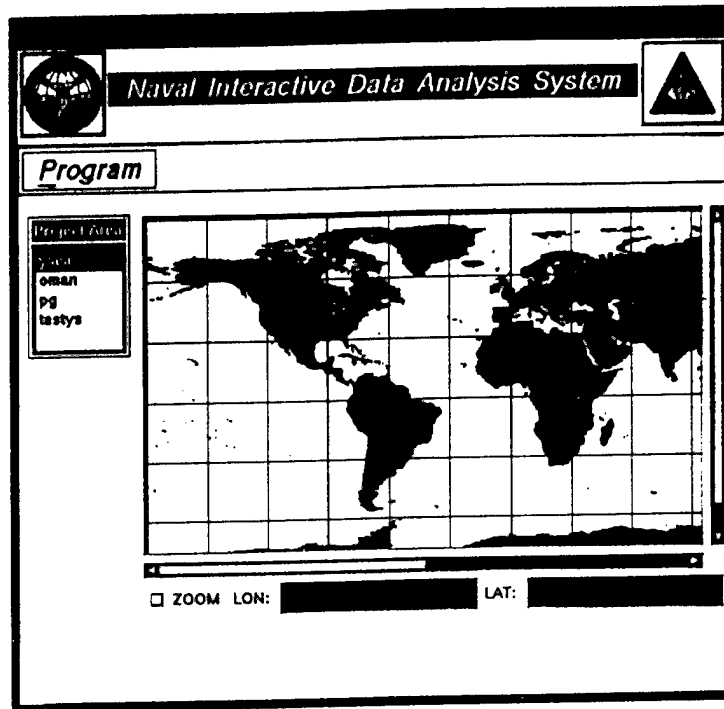 Naval Interactive Data Analysis System
Program
Project Area
oman
pg
tastys
ZOOM LON:
LAT: